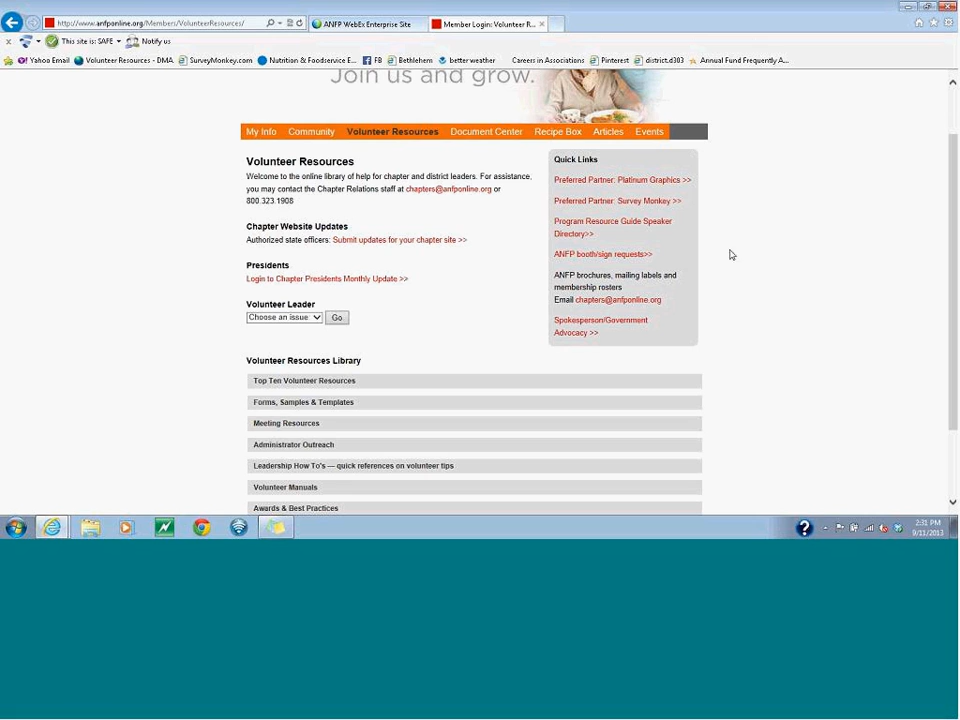 http://www.anfponline.org/Members/VolunteerResources/
ANFP WebEx Enterprise Site
Member Login: Volunteer R...
This site is: SAFE
Notify us
Yahoo Email
Volunteer Resources - DMA
SurveyMonkey.com
Nutrition & Foodservice E...
FB
Bethlehem
better weather
Careers in Associations
Pinterest
district.d303
Annual Fund Frequently A...
Join us and grow.
My Info Community Volunteer Resources Document Center Recipe Box Articles Events
Volunteer Resources
Welcome to the online library of help for chapter and district leaders. For assistance,
you may contact the Chapter Relations staff at chapters@anfponline.org or
800.323.1908
Chapter Website Updates
Authorized state officers: Submit updates for your chapter site >>
Presidents
Login to Chapter Presidents Monthly Update >>
Volunteer Leader
Choose an issue Go
Quick Links
Preferred Partner: Platinum Graphics >>
Preferred Partner: Survey Monkey >>
Program Resource Guide Speaker
Directory>>
ANFP booth/sign requests>>
ANFP brochures, mailing labels and
membership rosters
Email chapters@anfponline.org
Spokesperson/Government
Advocacy >>
Volunteer Resources Library
Top Ten Volunteer Resources
Forms, Samples & Templates
Meeting Resources
Administrator Outreach
Leadership How To's — quick references on volunteer tips
Volunteer Manuals
Awards & Best Practices
2:31 PM
9/11/2013